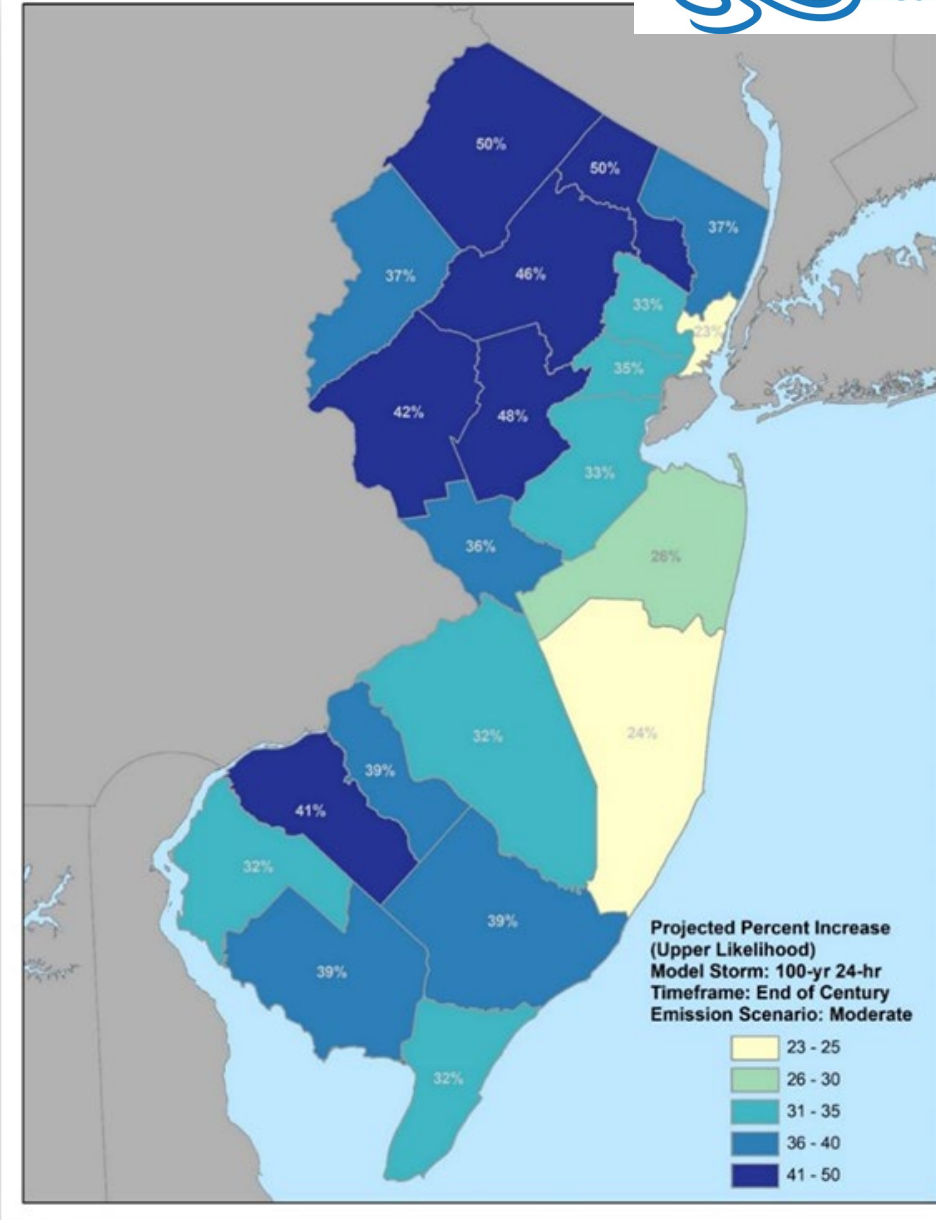 50%
50%
37%
37%
46%
33%
23%
35%
42%
48%
33%
36%
26%
32%
24%
39%
41%
32%
39%
39%
32%
Projected Percent Increase
(Upper Likelihood)
Model Storm: 100-yr 24-hr
Timeframe: End of Century
Emission Scenario: Moderate
23 - 25
26 - 30
31 - 35
36 - 40
41 - 50